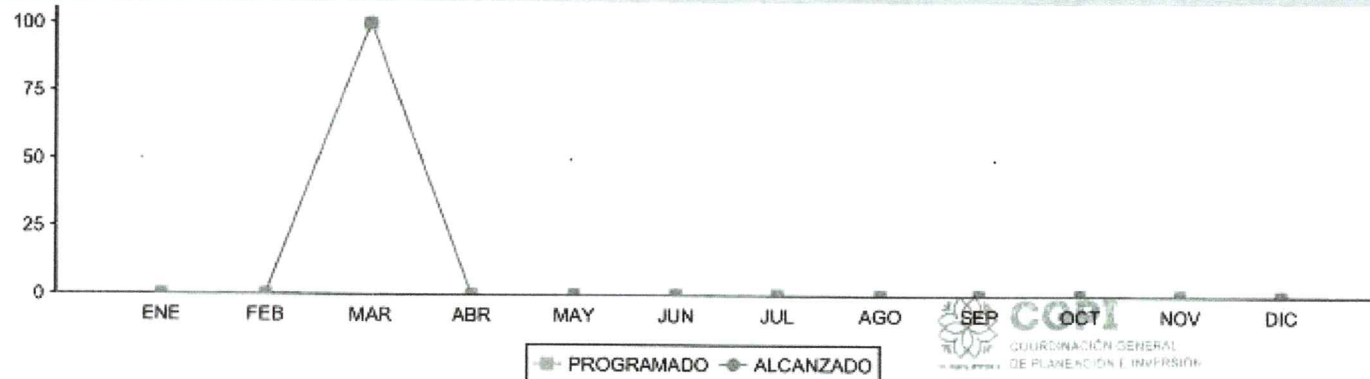 100
75
50
25
0
ENE FEB MAR ABR MAY JUN JUL AGO SEP OCT NOV DIC
PROGRAMADO ALCANZADO
COPI
COORDINACIÓN GENERAL
DE PLANEACIÓN E INVERSIÓN